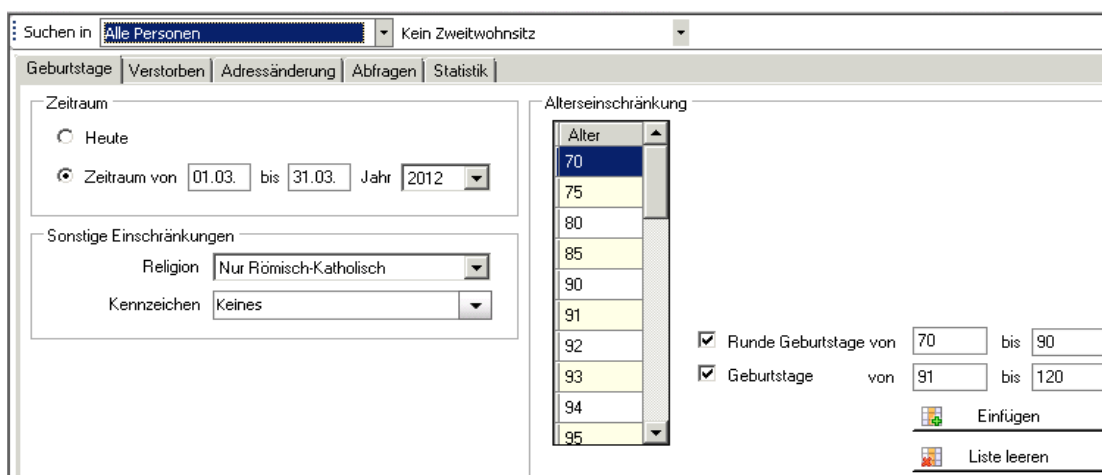 Suchen in Alle Personen Kein Zweitwohnsitz
Geburtstage Verstorben Adressänderung Abfragen Statistik
Zeitraum
Heute
Zeitraum von 01.03. bis 31.03. Jahr 2012
Sonstige Einschränkungen
Religion Nur Römisch-Katholisch
Kennzeichen Keines
Alterseinschränkung
Alter
70
75
80
85
90
91
92
93
94
95
Runde Geburtstage von 70 bis 90
Geburtstage von 91 bis 120
Einfügen
Liste leeren